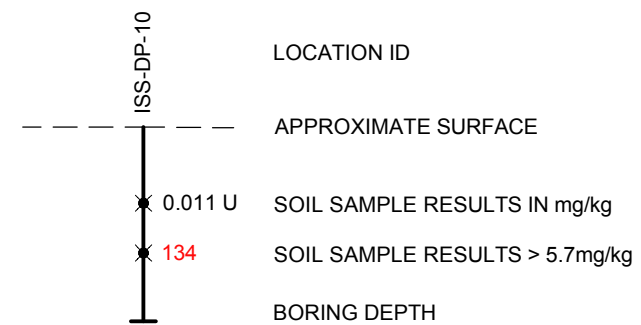 ISS-DP-10
LOCATION ID
APPROXIMATE SURFACE
0.011 U SOIL SAMPLE RESULTS IN mg/kg
134 SOIL SAMPLE RESULTS > 5.7mg/kg
BORING DEPTH